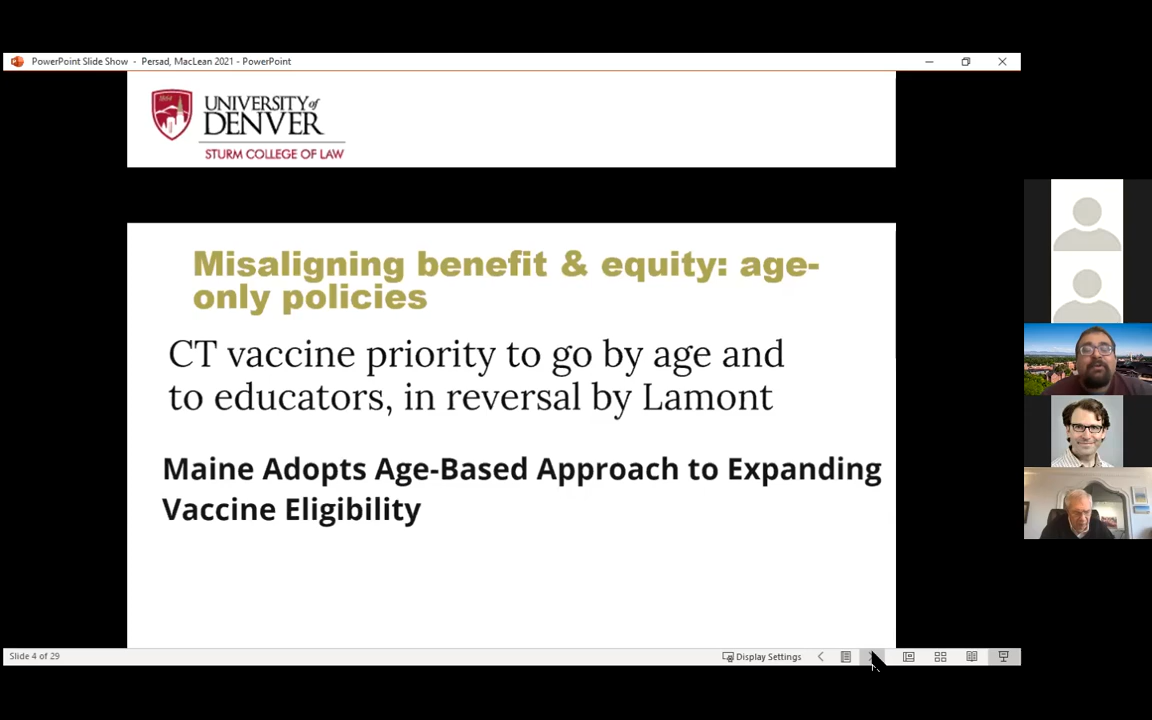 PowerPoint Slide Show - Persad, MacLean 2021 - PowerPoint
UNIVERSITY of
DENVER
STURM COLLEGE OF LAW
Misaligning benefit & equity: age-
only policies
CT vaccine priority to go by age and
to educators, in reversal by Lamont
Maine Adopts Age-Based Approach to Expanding
Vaccine Eligibility
Slide 4 of 29
Display Settings